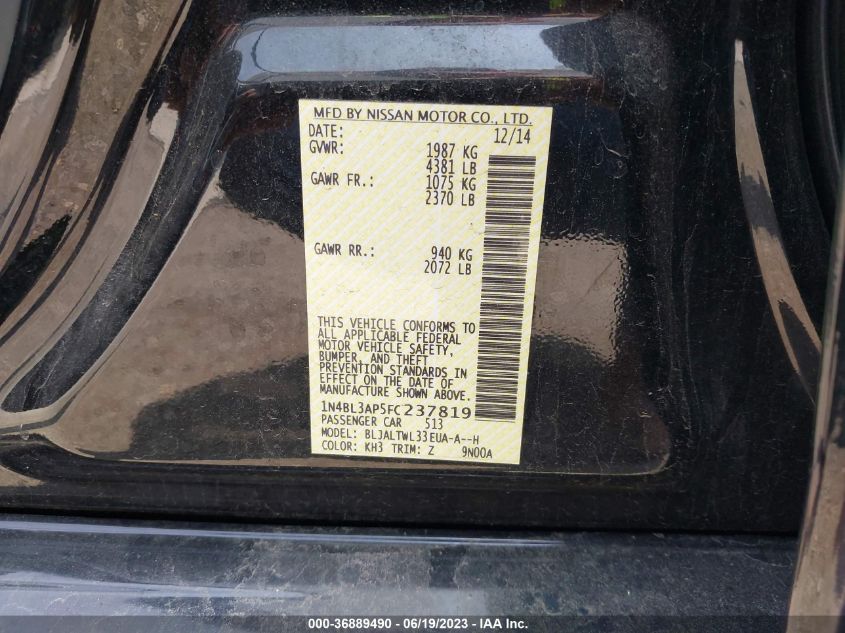 MFD BY NISSAN MOTOR CO., LTD.
DATE: 12/14
GVWR: 1987 KG
4381 LB
GAWR FR.: 1075 KG
2370 LB
GAWR RR.: 940 KG
2072 LB
THIS VEHICLE CONFORMS TO
ALL APPLICABLE FEDERAL
MOTOR VEHICLE SAFETY,
BUMPER, AND THEFT
PREVENTION STANDARDS IN
EFFECT ON THE DATE OF
MANUFACTURE SHOWN ABOVE.
1N4BL3AP5FC237819
PASSENGER CAR 513
MODEL: BLJALTWL33EUA-A--H
COLOR: KH3 TRIM: Z 9N00A
000-36889490 - 06/19/2023 - IAA Inc.